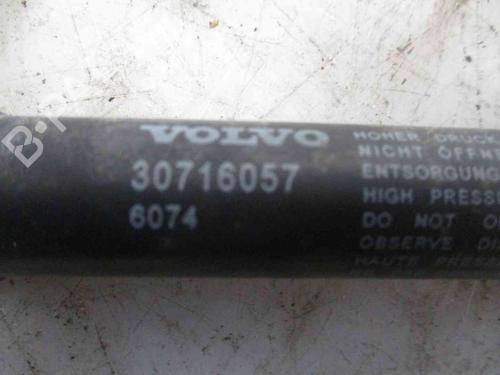 VOLVO
30716057
6074
HOHER DRUCK
NICHT ÖFFN
ENTSORGUNG
HIGH PRESS
DO NOT O
OBSERVE D
HAUTE PRESS